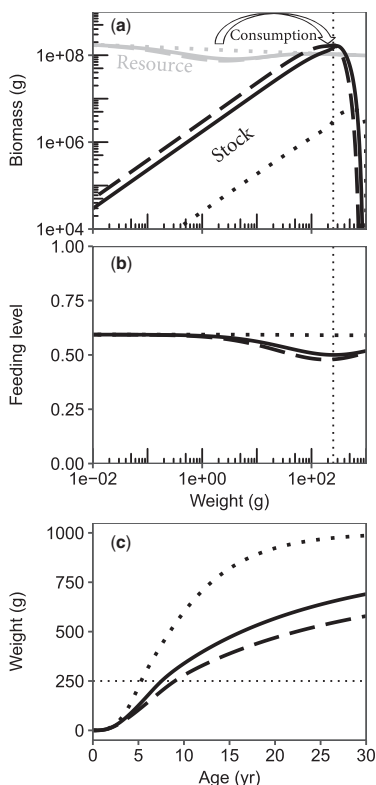 (a)
Consumption
Resource
Stock
Biomass (g)
1e+08
1e+06
1e+04
(b)
Feeding level
1.00
0.75
0.50
0.25
0.00
1e−02 1e+00 1e+02
Weight (g)
(c)
Weight (g)
1000
750
500
250
0
0 5 10 15 20 25 30
Age (yr)